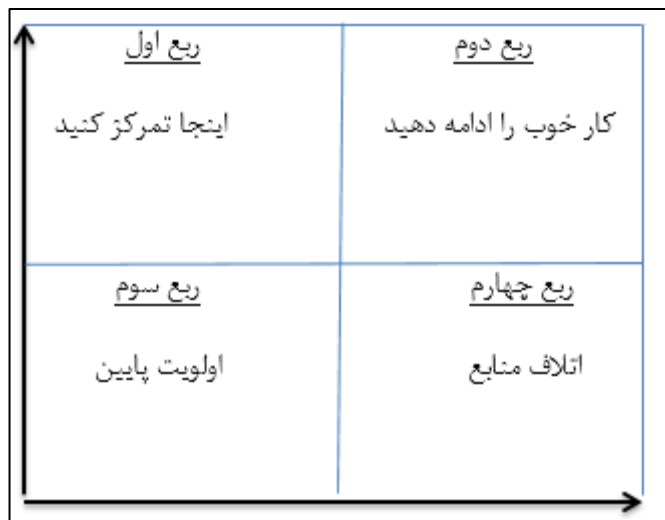 ربع اول
اینجا تمرکز کنید
ربع دوم
کار خوب را ادامه دهید
ربع سوم
اولویت پایین
ربع چهارم
اتلاف منابع